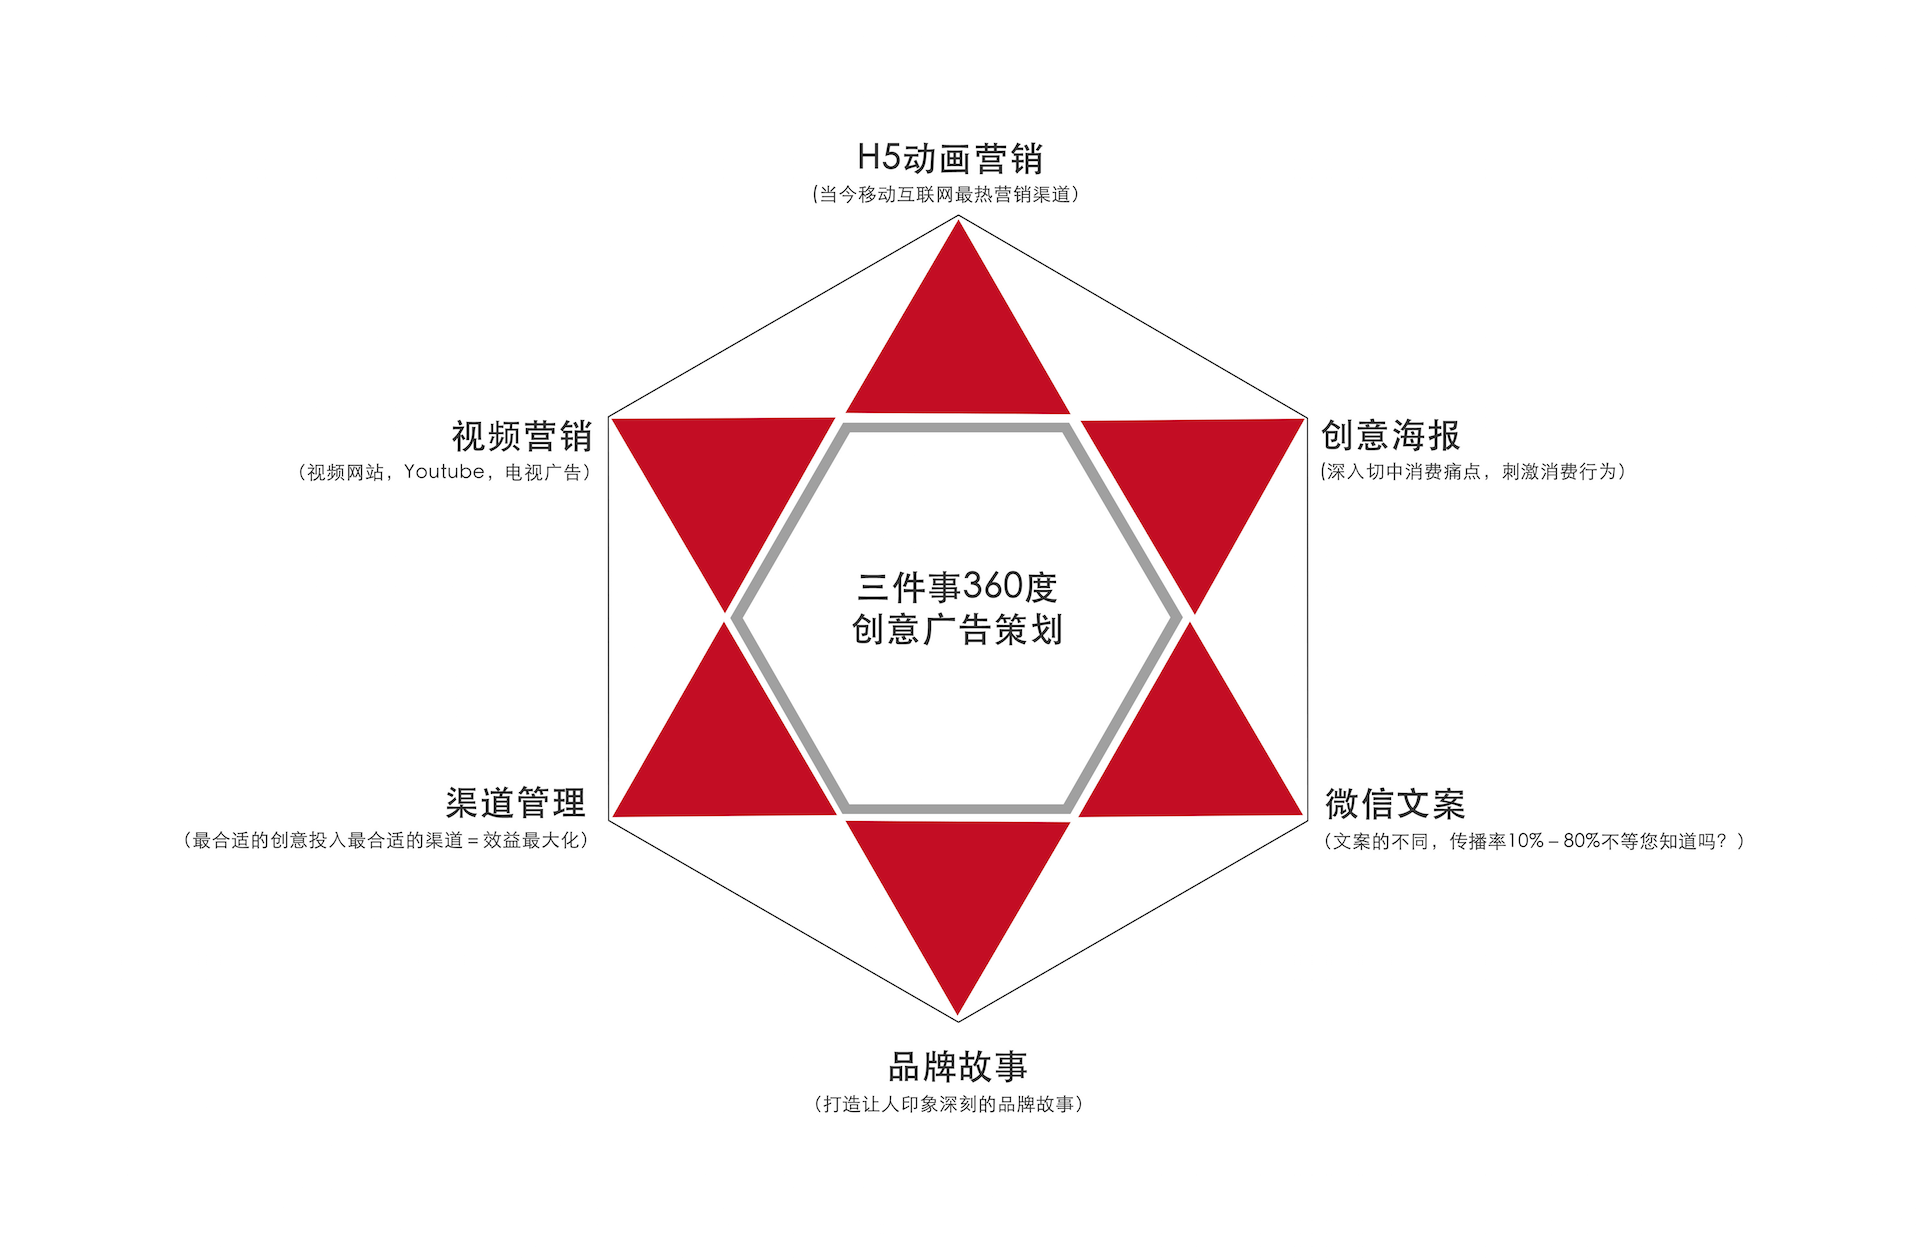 H5动画营销
(当今移动互联网最热营销渠道)
视频营销
(视频网站，Youtube，电视广告)
创意海报
(深入切中消费痛点，刺激消费行为)
三件事360度
创意广告策划
渠道管理
(最合适的创意投入最合适的渠道=效益最大化)
微信文案
(文案的不同，传播率10%–80%不等您知道吗？)
品牌故事
(打造让人印象深刻的品牌故事)